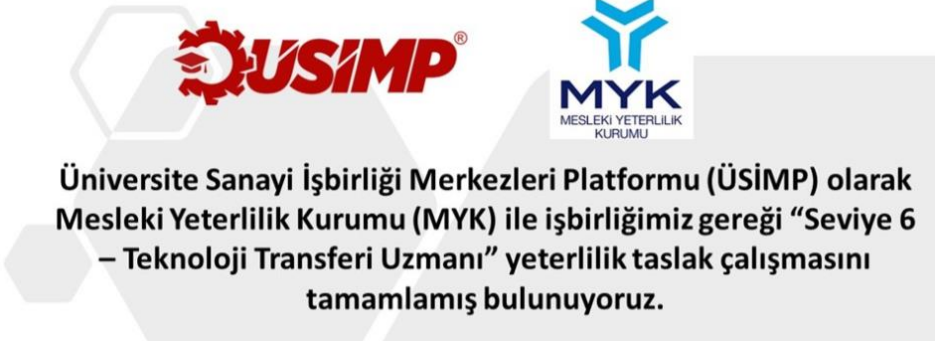 ÜSİMP®
MYK
MESLEKİ YETERLİLİK
KURUMU
Üniversite Sanayi İşbirliği Merkezleri Platformu (ÜSİMP) olarak
Mesleki Yeterlilik Kurumu (MYK) ile işbirliğimiz gereği “Seviye 6
– Teknoloji Transferi Uzmanı” yeterlilik taslak çalışmasını
tamamlamış bulunuyoruz.